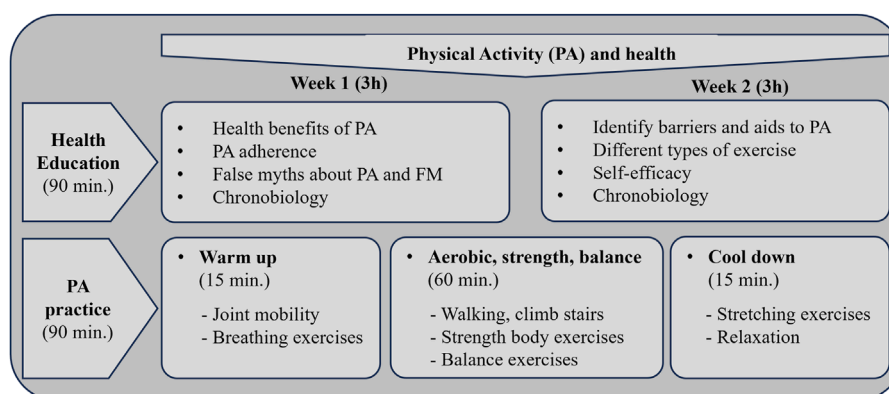 Physical Activity (PA) and health
Week 1 (3h)
Week 2 (3h)
Health
Education
(90 min.)
• Health benefits of PA
• PA adherence
• False myths about PA and FM
• Chronobiology
• Identify barriers and aids to PA
• Different types of exercise
• Self-efficacy
• Chronobiology
PA
practice
(90 min.)
• Warm up
(15 min.)
- Joint mobility
- Breathing exercises
• Aerobic, strength, balance
(60 min.)
- Walking, climb stairs
- Strength body exercises
- Balance exercises
• Cool down
(15 min.)
- Stretching exercises
- Relaxation